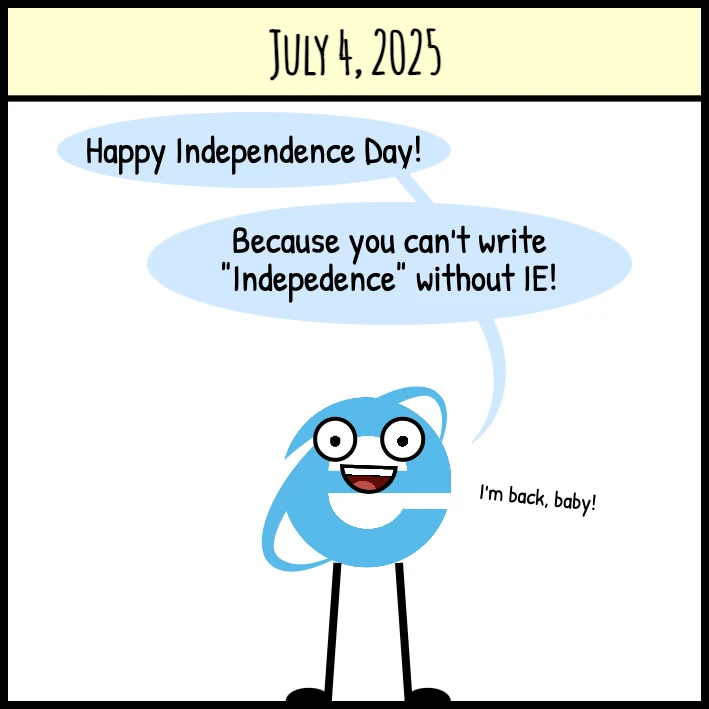 July 4, 2025
Happy Independence Day!
Because you can't write
"Indepedence" without IE!
I'm back, baby!